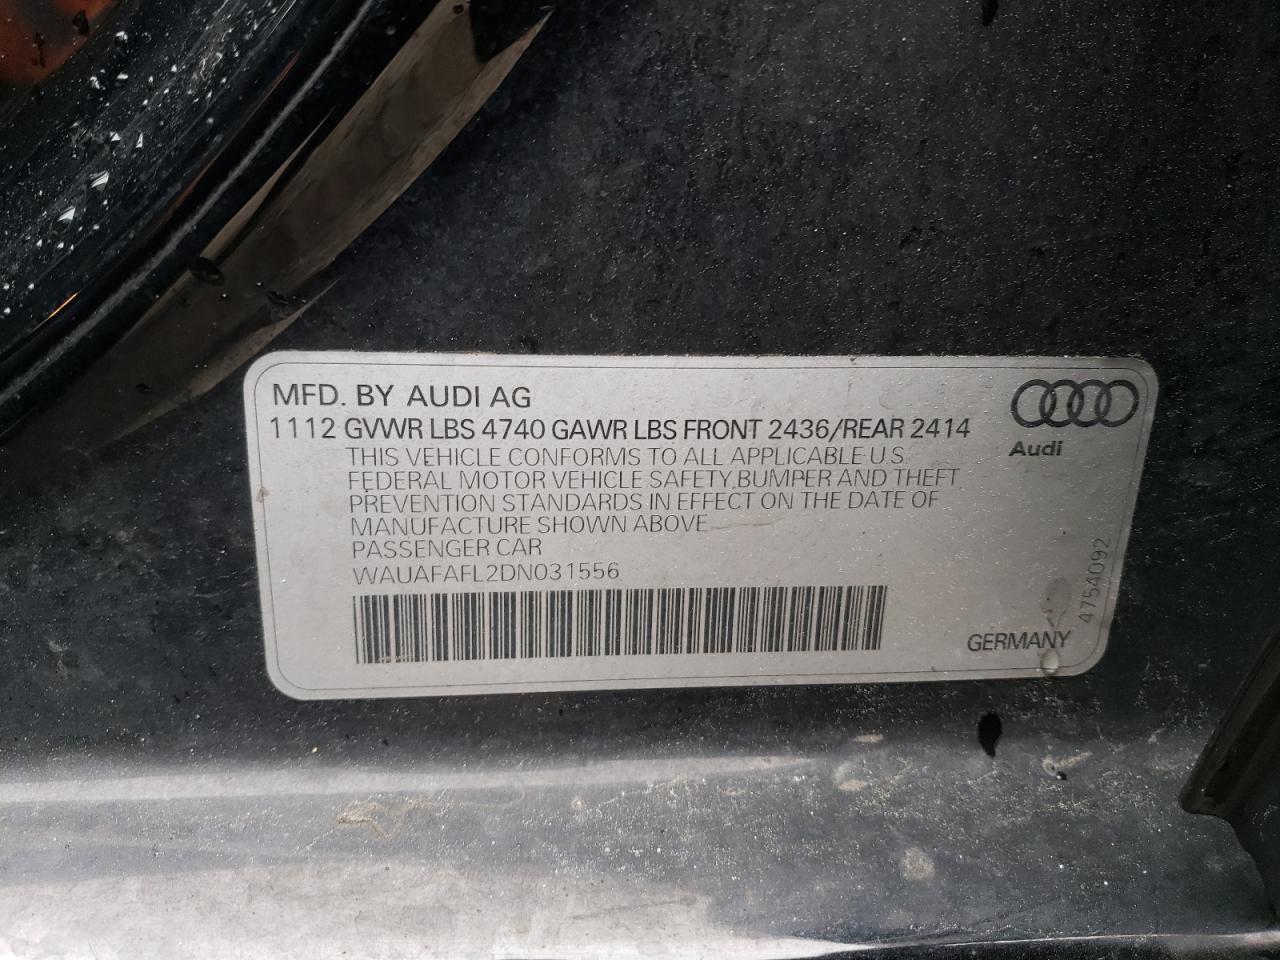 MFD. BY AUDI AG
1112 GVWR LBS 4740 GAWR LBS FRONT 2436/REAR 2414
Audi
THIS VEHICLE CONFORMS TO ALL APPLICABLE U.S
FEDERAL MOTOR VEHICLE SAFETY, BUMPER AND THEFT
PREVENTION STANDARDS IN EFFECT ON THE DATE OF
MANUFACTURE SHOWN ABOVE
PASSENGER CAR
WAUAFAFL2DN031556
4754092
GERMANY